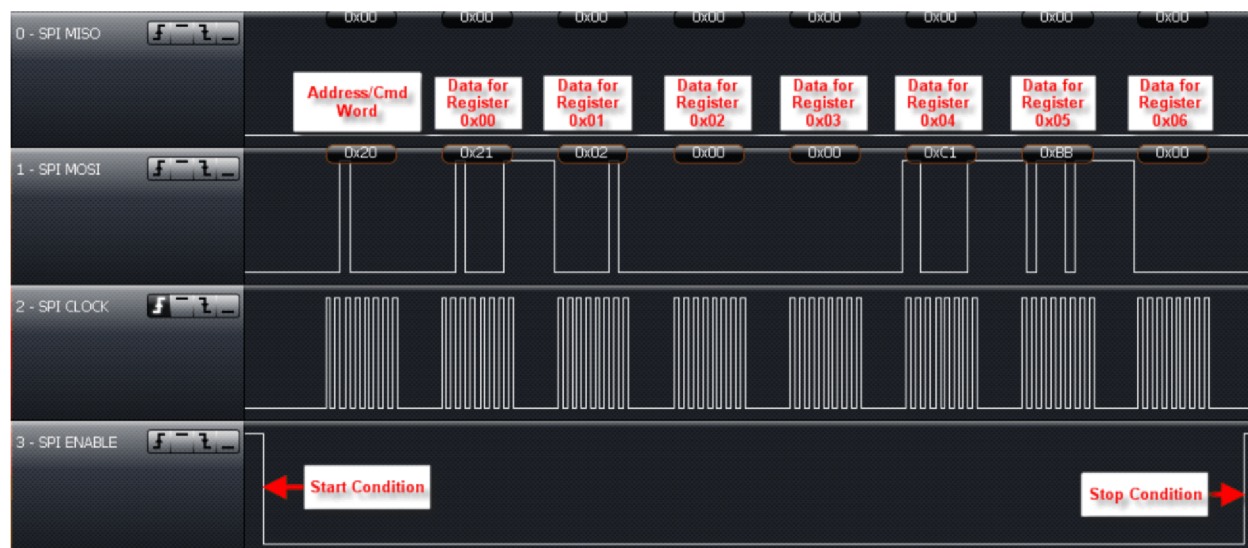 0 - SPI MISO
0x00 0x00 0x01 0x00 0x00 0x00 0x00 0x00
Address/Cmd
Word
Data for
Register
0x00
Data for
Register
0x01
Data for
Register
0x02
Data for
Register
0x03
Data for
Register
0x04
Data for
Register
0x05
Data for
Register
0x06
1 - SPI MOSI
0x20 0x21 0x02 0x00 0x00 0xC1 0xBB 0x00
2 - SPI CLOCK
3 - SPI ENABLE
Start Condition
Stop Condition